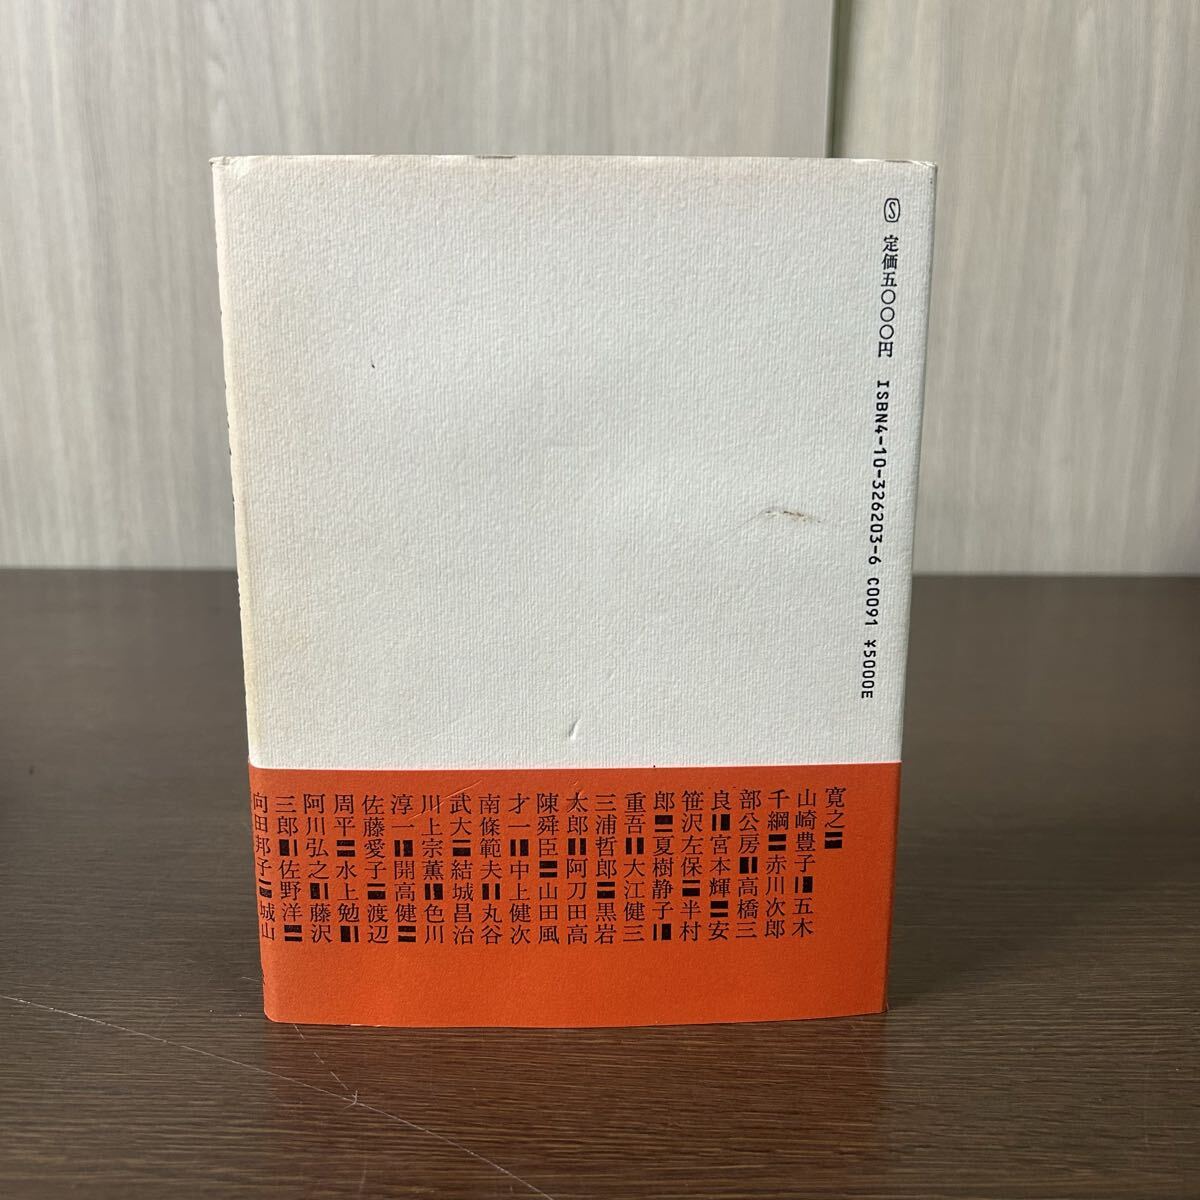 Ⓢ 定価五〇〇〇円 ISBN4-10-326203-6 C0091 ¥5000E
向田邦子 城山
三郎 佐野洋
阿川弘之 藤沢
周平 水上勉
佐藤愛子 渡辺
淳一 開高健
川上宗薫 色川
武大 結城昌治
南條範夫 丸谷
才一 中上健次
陳舜臣 山田風
太郎 阿刀田高
三浦哲郎 黒岩
重吾 大江健三
郎 夏樹静子
笹沢左保 半村
良 宮本輝 安
部公房 高橋三
千綱 赤川次郎
山崎豊子 五木
寛之